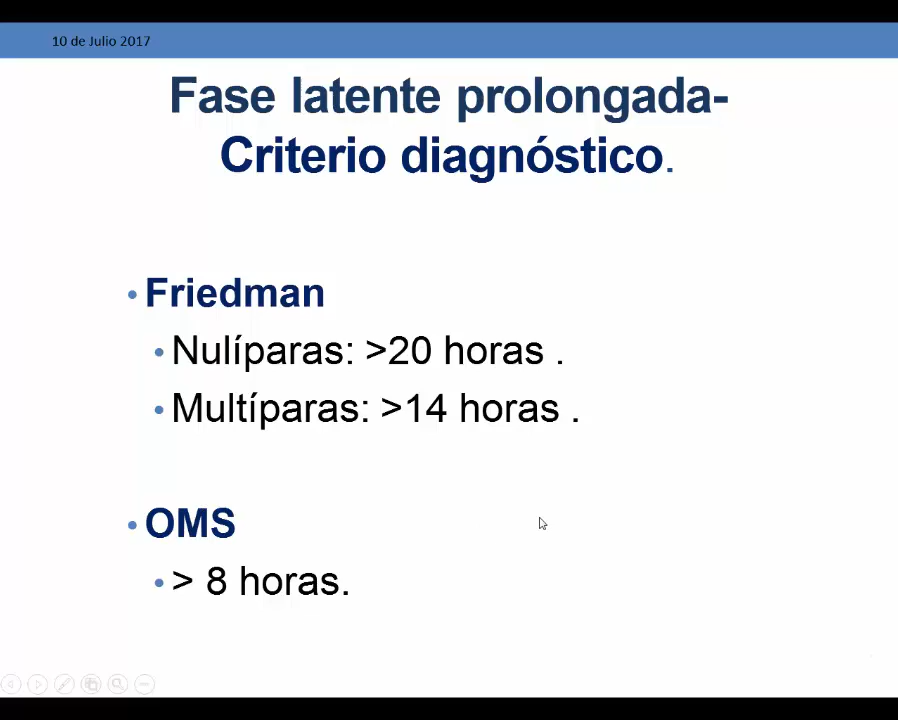 10 de Julio 2017
Fase latente prolongada-
Criterio diagnóstico.
• Friedman
• Nulíparas: >20 horas .
• Multíparas: >14 horas .
• OMS
• > 8 horas.